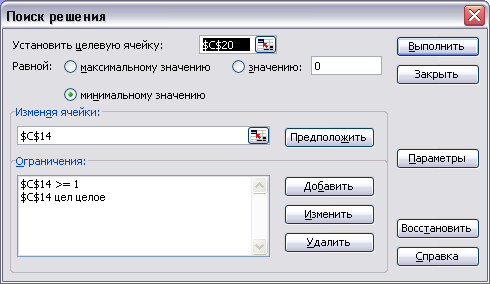 Поиск решения
Установить целевую ячейку: $C$20 Выполнить
Равной: максимальному значению значению: 0 Закрыть
минимальному значению
Изменяя ячейки:
$C$14 Предположить
Ограничения: Параметры
$C$14 >= 1 Добавить
$C$14 цел целое
Изменить
Восстановить
Удалить
Справка